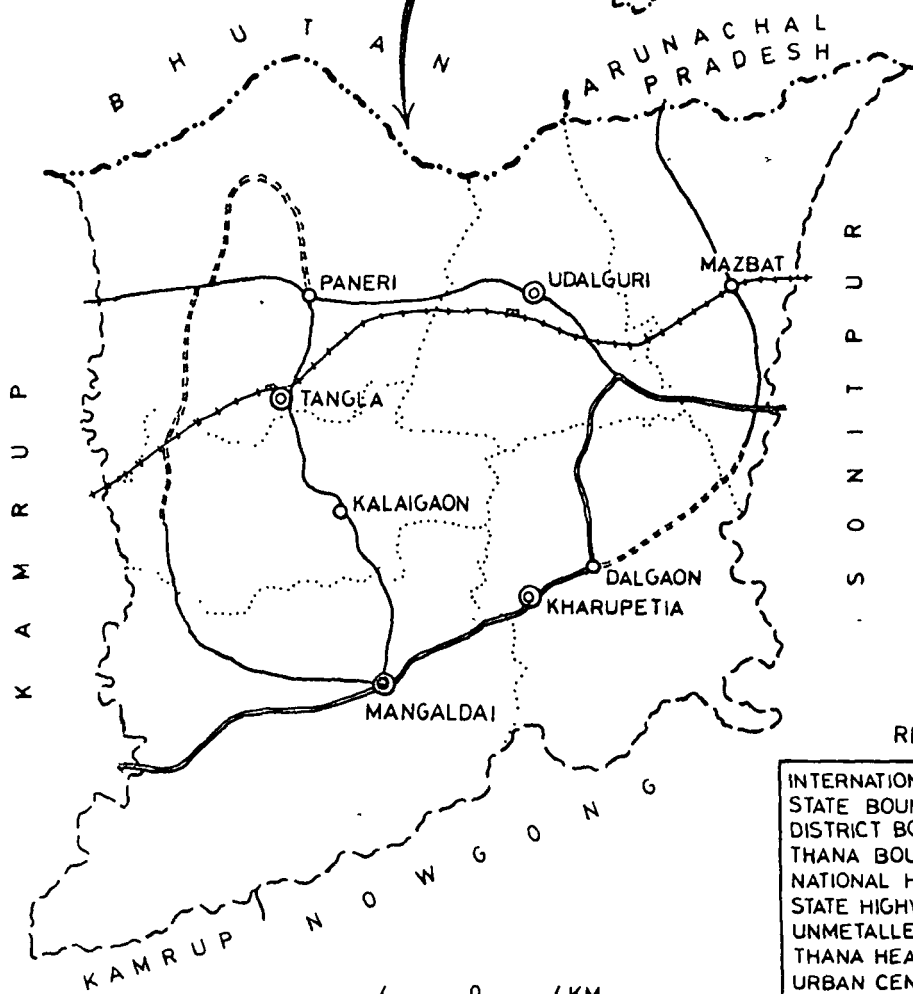 BHUTAN
ARUNACHAL
PRADESH
PANERI
UDALGURI
MAZBAT
TANGLA
KAMRUP
SONITPUR
KALAIGAON
DALGAON
KHARUPETIA
MANGALDAI
NOWGONG
KAMRUP
KM
INTERNATION
STATE BOUN
DISTRICT BO
THANA BOU
NATIONAL H
STATE HIGHW
UNMETALLE
THANA HEA
URBAN CEN